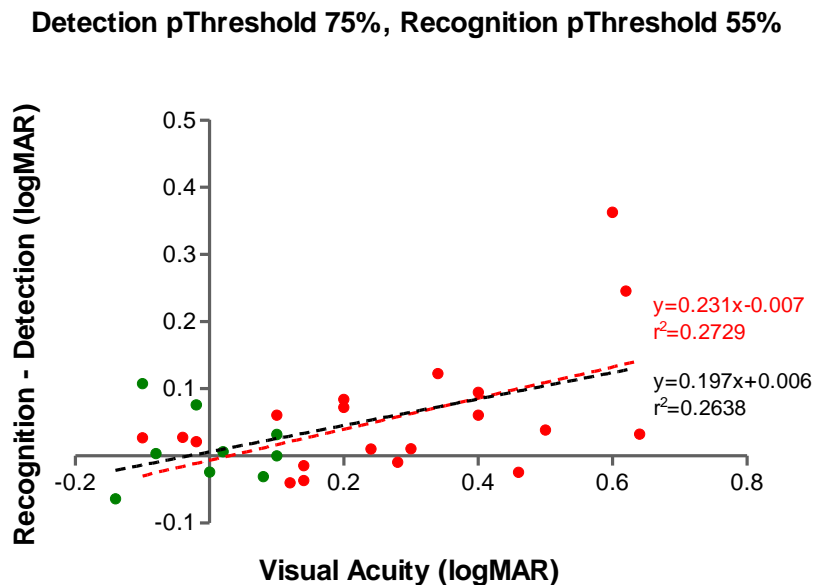 Detection pThreshold 75%, Recognition pThreshold 55%
Recognition - Detection (logMAR)
0.5
0.4
0.3
0.2
0.1
-0.1
-0.2
0.2
0.4
0.6
0.8
y=0.231x-0.007
r²=0.2729
y=0.197x+0.006
r²=0.2638
Visual Acuity (logMAR)